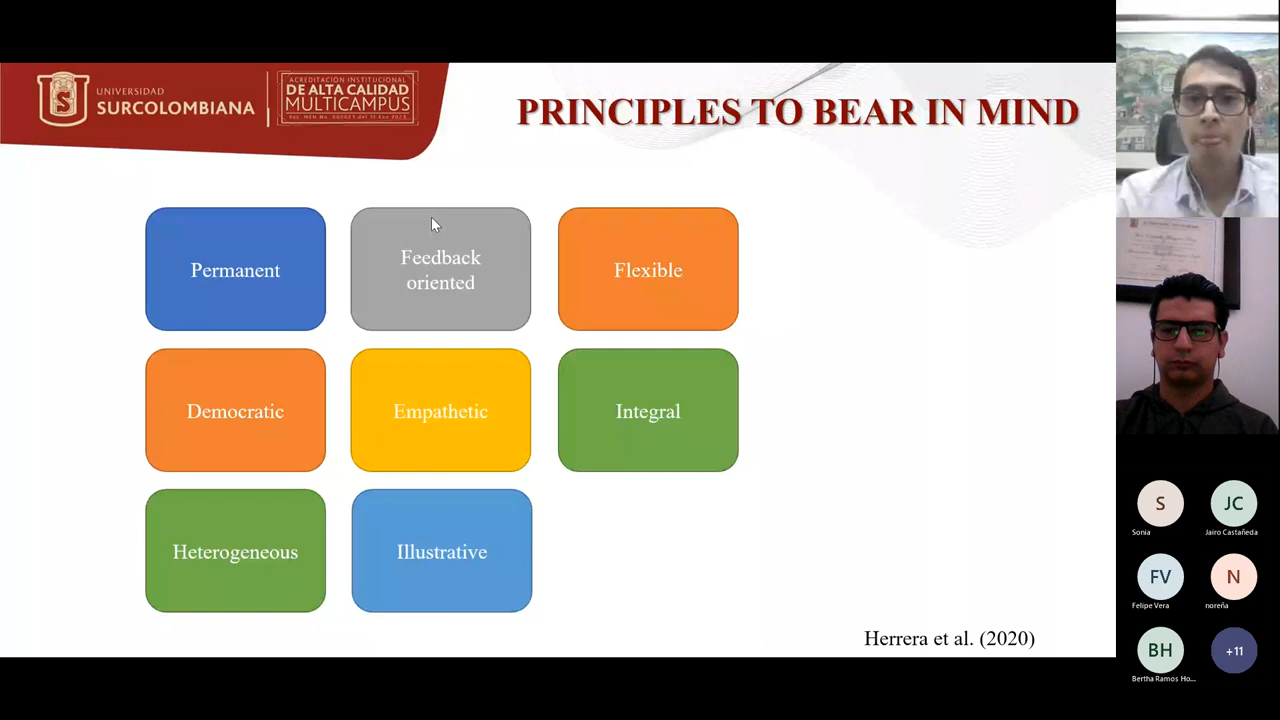 UNIVERSIDAD
SURCOLOMBIANA
ACREDITACIÓN INSTITUCIONAL
DE ALTA CALIDAD
MULTICAMPUS
PRINCIPLES TO BEAR IN MIND
Permanent
Feedback
oriented
Flexible
Democratic
Empathetic
Integral
Heterogeneous
Illustrative
Herrera et al. (2020)
S
JC
Sonia
Jairo Castañeda
FV
N
Felipe Vera
noreña
BH
+11
Bertha Ramos Ho...